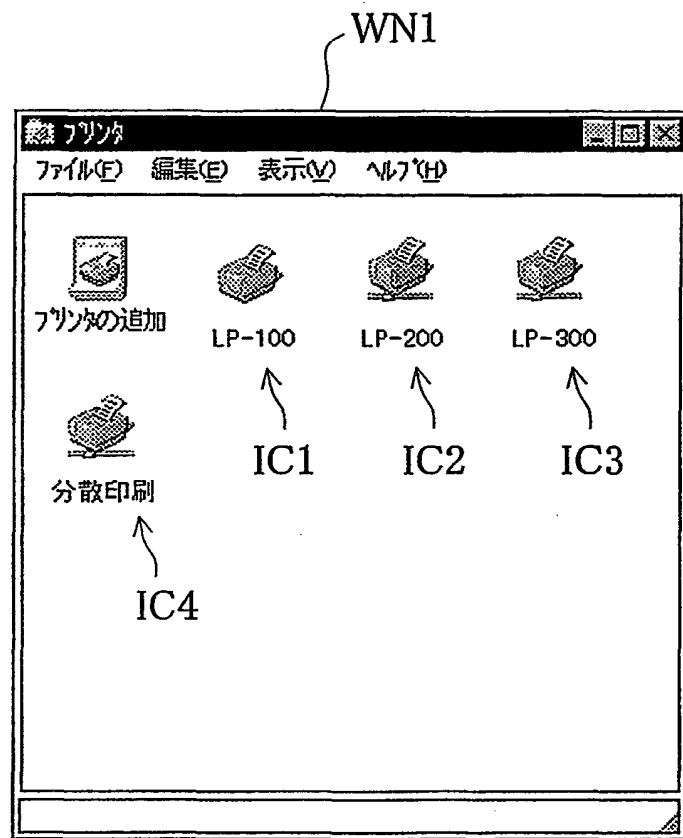 WN1
プリンタ
ファイル(F) 編集(E) 表示(V) ヘルプ(H)
プリンタの追加 LP-100 LP-200 LP-300
IC1 IC2 IC3
分散印刷
IC4